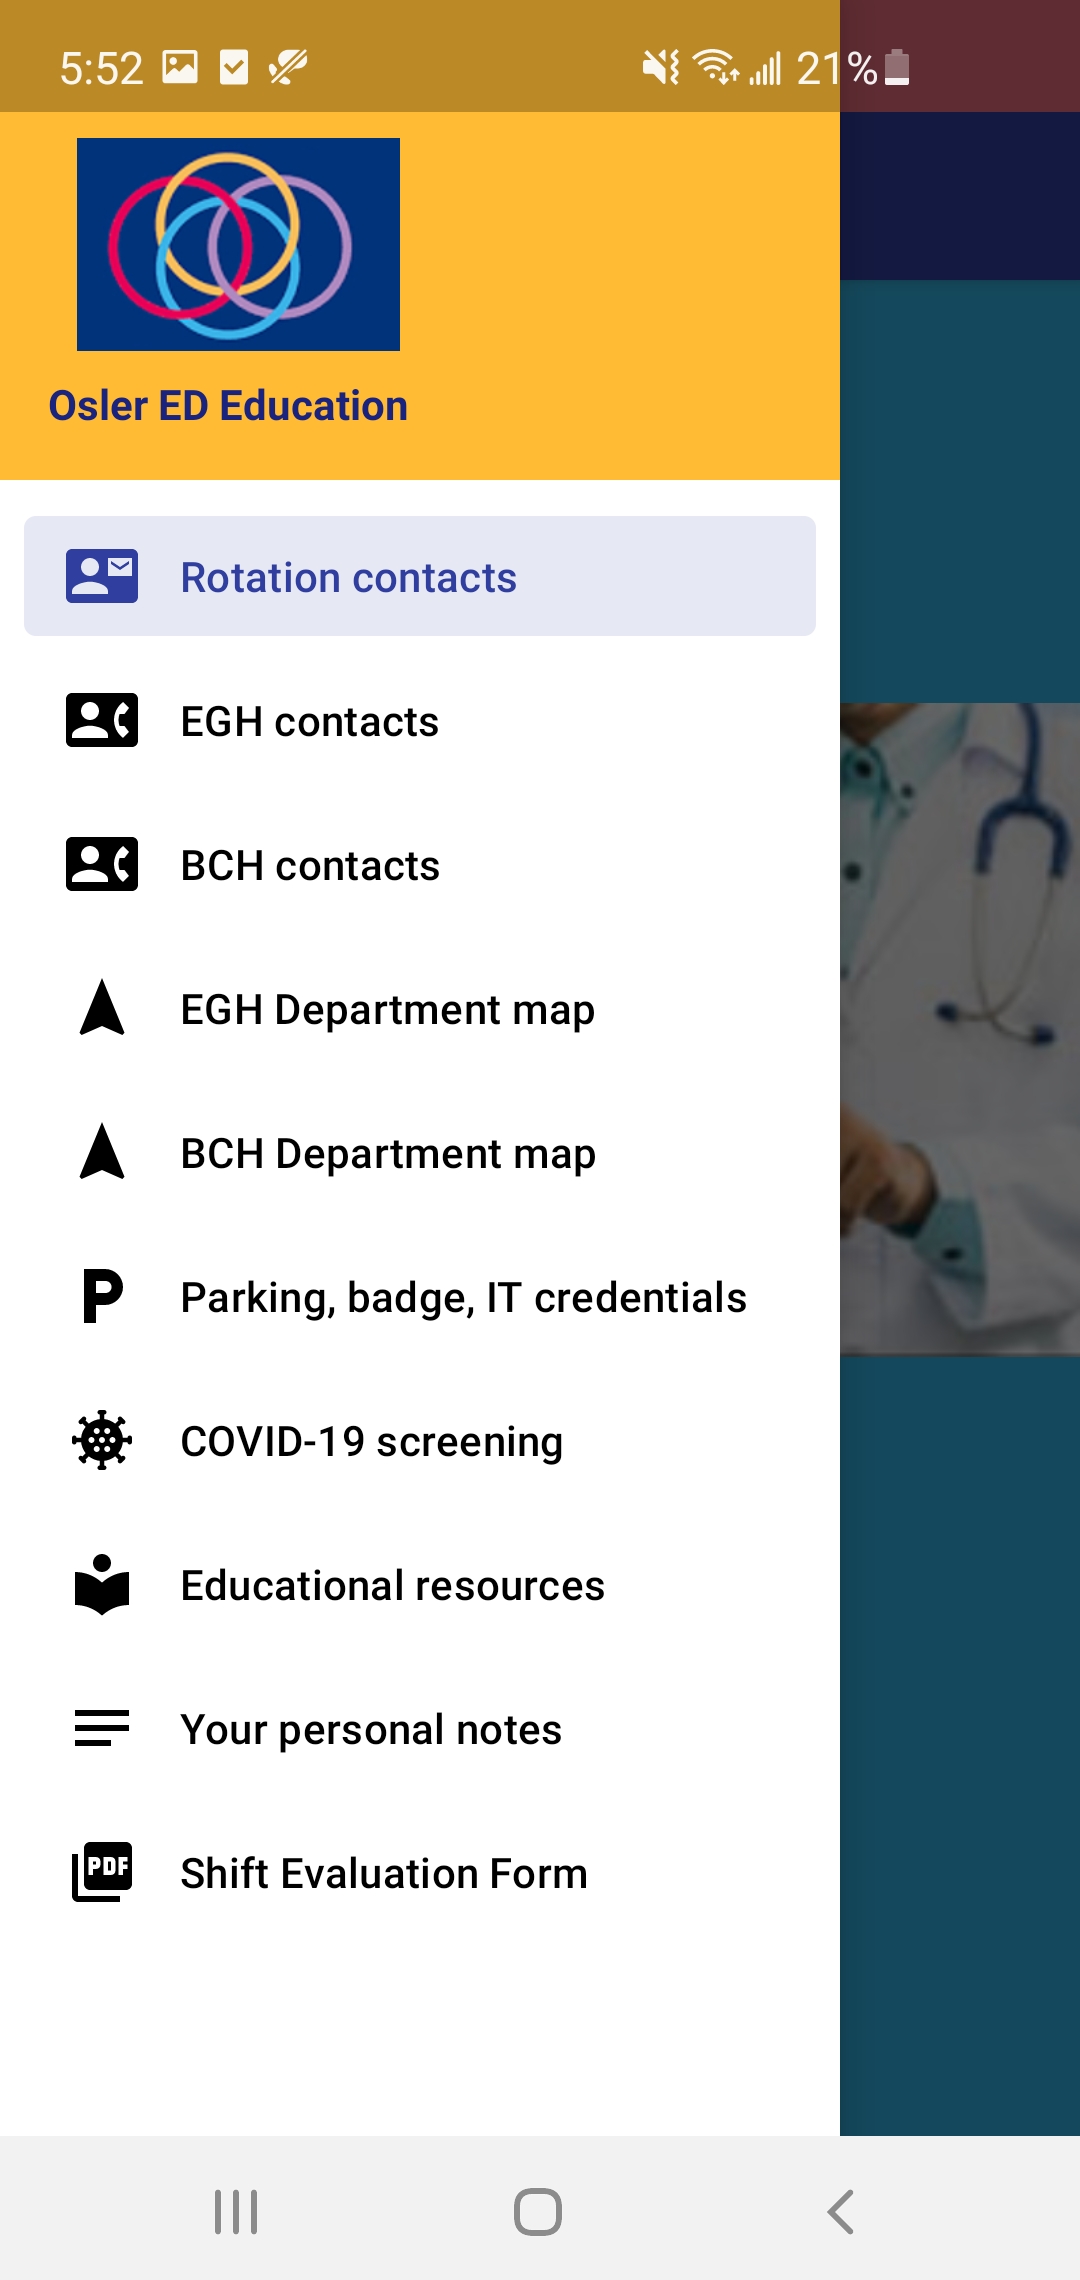 5:52 21%
Osler ED Education
Rotation contacts
EGH contacts
BCH contacts
EGH Department map
BCH Department map
Parking, badge, IT credentials
COVID-19 screening
Educational resources
Your personal notes
PDF Shift Evaluation Form